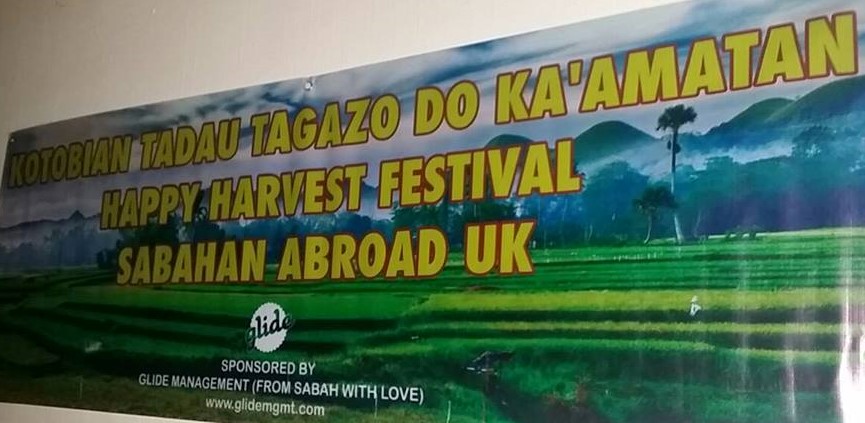 KOTOBIAN TADAU TAGAZO DO KA'AMATAN
HAPPY HARVEST FESTIVAL
SABAHAN ABROAD UK
glide
SPONSORED BY
GLIDE MANAGEMENT (FROM SABAH WITH LOVE)
www.glidemgmt.com